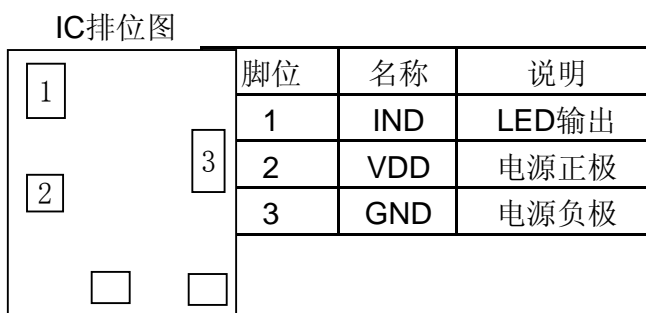 IC排位图
脚位 名称 说明
1 IND LED输出
2 VDD 电源正极
3 GND 电源负极
1
3
2